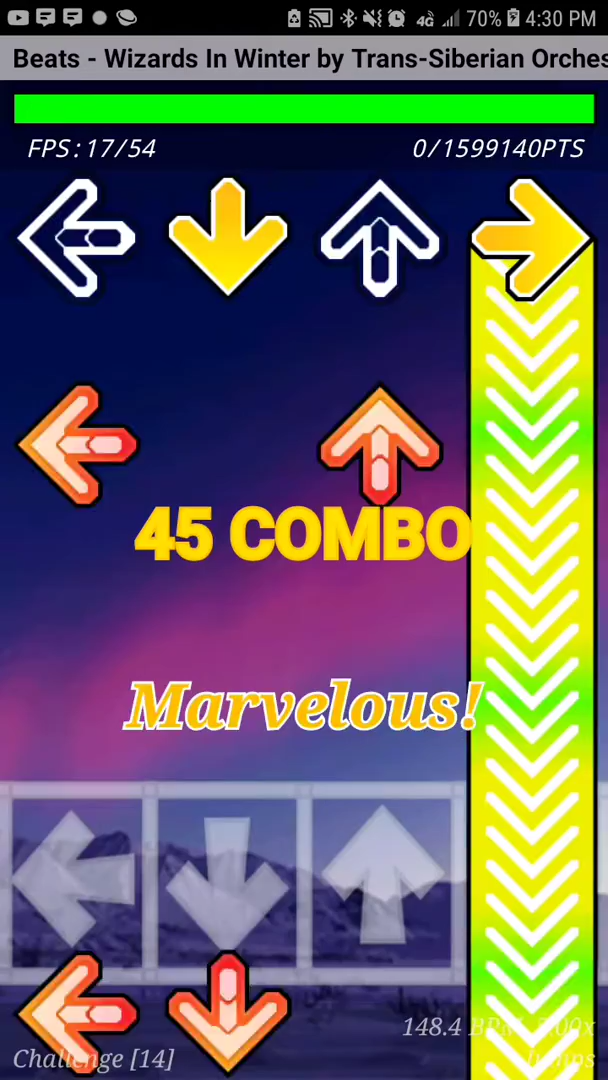 4G 70% 4:30 PM
Beats - Wizards In Winter by Trans-Siberian Orches
FPS:17/54 0/1599140PTS
45 COMBO
Marvelous!
148.4 BPM
Challenge [14] Jumps